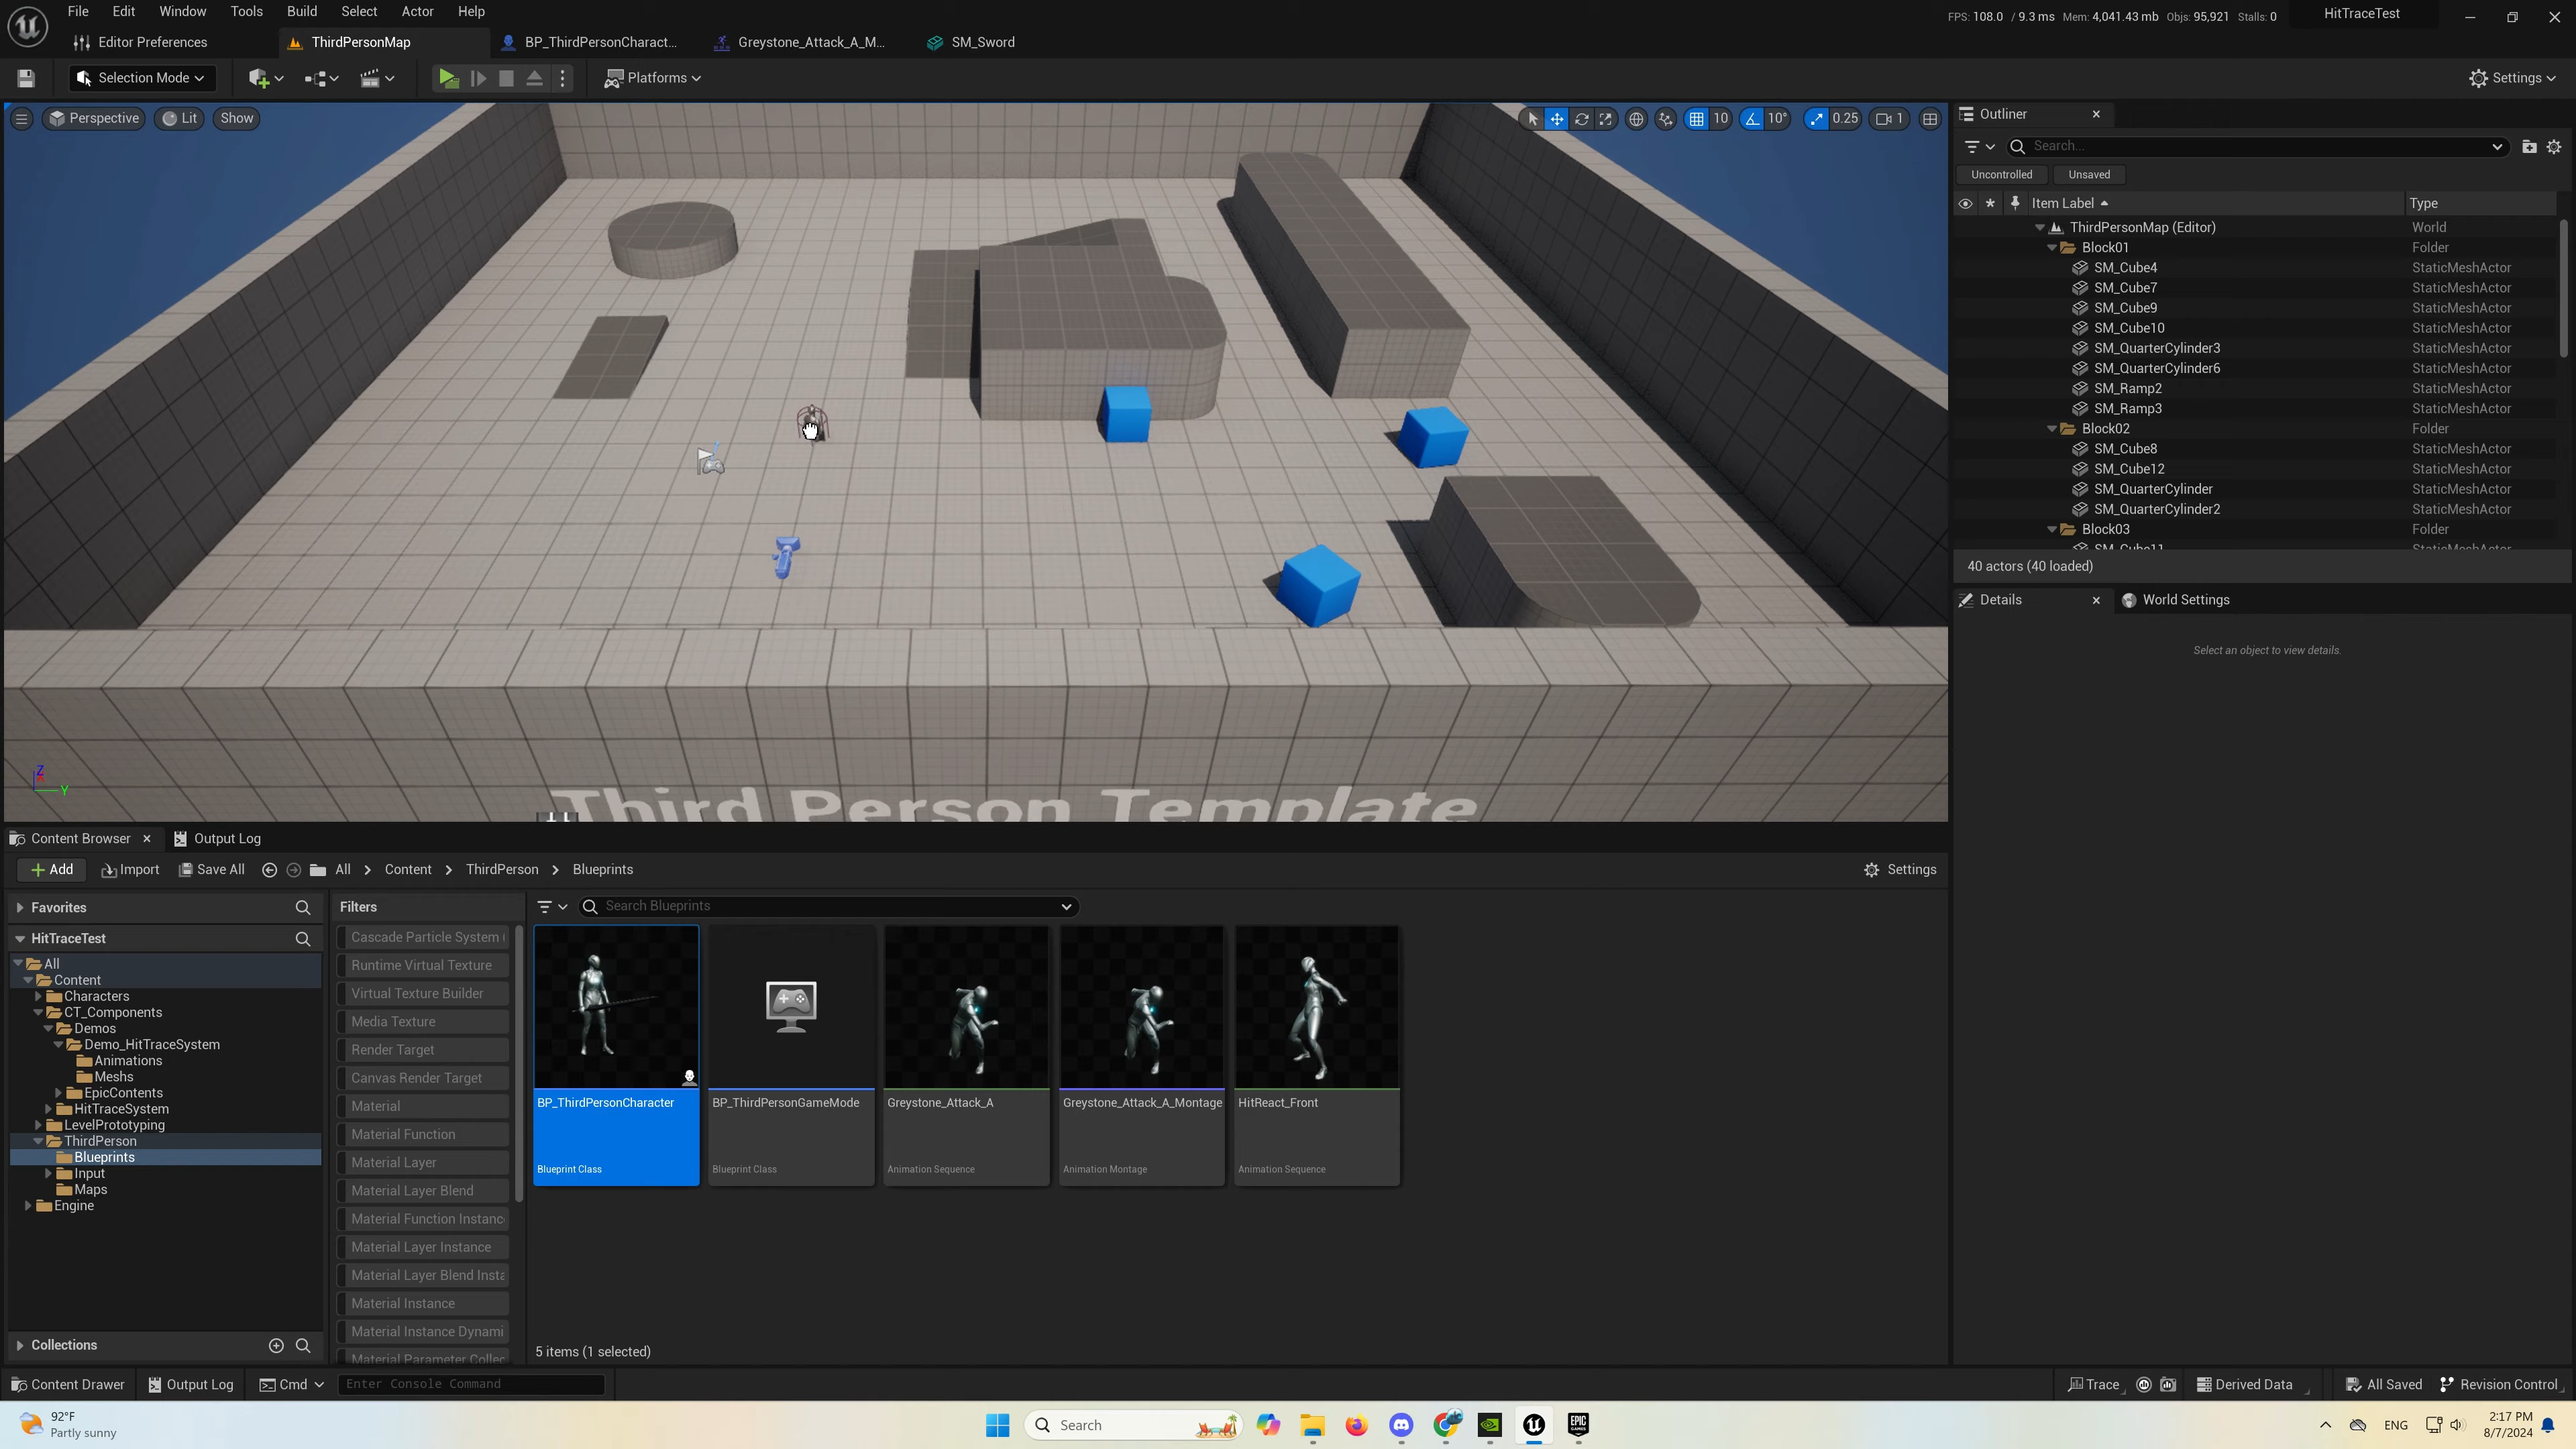 File Edit Window Tools Build Select Actor Help
FPS: 108.0 / 9.3 ms Mem: 4,041.43 mb Objs: 95,921 Stalls: 0
HitTraceTest
Editor Preferences
ThirdPersonMap
BP_ThirdPersonCharact...
Greystone_Attack_A_M...
SM_Sword
Selection Mode
Platforms
Settings
Perspective
Lit
Show
10
10°
0.25
1
Third Person Template
Z
Y
Outliner
Search...
Uncontrolled
Unsaved
Item Label
Type
ThirdPersonMap (Editor) World
Block01 Folder
SM_Cube4 StaticMeshActor
SM_Cube7 StaticMeshActor
SM_Cube9 StaticMeshActor
SM_Cube10 StaticMeshActor
SM_QuarterCylinder3 StaticMeshActor
SM_QuarterCylinder6 StaticMeshActor
SM_Ramp2 StaticMeshActor
SM_Ramp3 StaticMeshActor
Block02 Folder
SM_Cube8 StaticMeshActor
SM_Cube12 StaticMeshActor
SM_QuarterCylinder StaticMeshActor
SM_QuarterCylinder2 StaticMeshActor
Block03 Folder
SM_Cube11 StaticMeshActor
40 actors (40 loaded)
Details
World Settings
Select an object to view details.
Content Browser
Output Log
Add
Import
Save All
All
Content
ThirdPerson
Blueprints
Settings
Favorites
HitTraceTest
All
Content
Characters
CT_Components
Demos
Demo_HitTraceSystem
Animations
Meshs
EpicContents
HitTraceSystem
LevelPrototyping
ThirdPerson
Blueprints
Input
Maps
Engine
Collections
Filters
Cascade Particle System (
Runtime Virtual Texture
Virtual Texture Builder
Media Texture
Render Target
Canvas Render Target
Material
Material Function
Material Layer
Material Layer Blend
Material Function Instanc
Material Layer Instance
Material Layer Blend Insta
Material Instance
Material Instance Dynami
Material Parameter Collec
Search Blueprints
BP_ThirdPersonCharacter
Blueprint Class
BP_ThirdPersonGameMode
Blueprint Class
Greystone_Attack_A
Animation Sequence
Greystone_Attack_A_Montage
Animation Montage
HitReact_Front
Animation Sequence
5 items (1 selected)
Content Drawer
Output Log
Cmd
Enter Console Command
Trace
Derived Data
All Saved
Revision Control
92°F
Partly sunny
Search
EPIC
GAMES
ENG
2:17 PM
8/7/2024